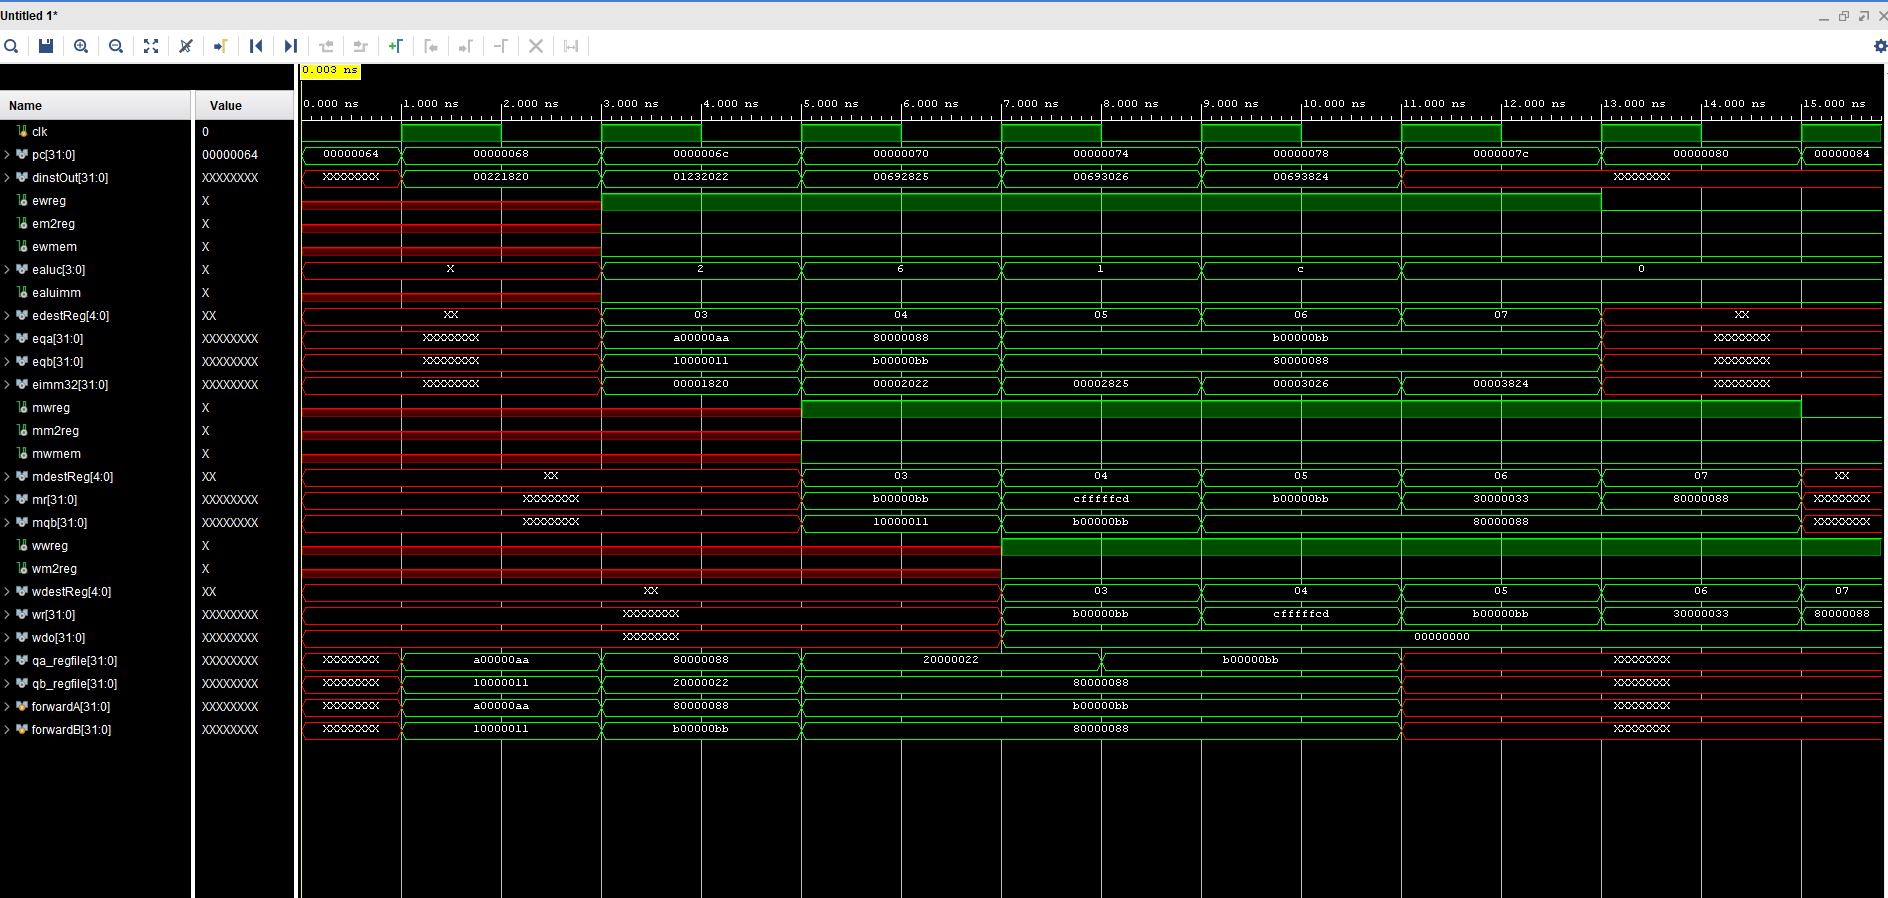 Untitled 1*
0.003 ns
Name Value 0.000 ns 1.000 ns 2.000 ns 3.000 ns 4.000 ns 5.000 ns 6.000 ns 7.000 ns 8.000 ns 9.000 ns 10.000 ns 11.000 ns 12.000 ns 13.000 ns 14.000 ns 15.000 ns
clk 0
pc[31:0] 00000064 00000064 00000068 0000006c 00000070 00000074 00000078 0000007c 00000080 00000084
dinstOut[31:0] XXXXXXXX XXXXXXXX 00221820 01232022 00692825 00693026 00693824 XXXXXXXX
ewreg X
em2reg X
ewmem X
ealuc[3:0] X X 2 6 1 c 0
ealuimm X
edestReg[4:0] XX XX 03 04 05 06 07 XX
eqa[31:0] XXXXXXXX XXXXXXXX a00000aa 80000088 b00000bb XXXXXXXX
eqb[31:0] XXXXXXXX XXXXXXXX 10000011 b00000bb 80000088 XXXXXXXX
eimm32[31:0] XXXXXXXX XXXXXXXX 00001820 00002022 00002825 00003026 00003824 XXXXXXXX
mwreg X
mm2reg X
mwmem X
mdestReg[4:0] XX XX 03 04 05 06 07 XX
mr[31:0] XXXXXXXX XXXXXXXX b00000bb cfffffcd b00000bb 30000033 80000088 XXXXXXXX
mqb[31:0] XXXXXXXX XXXXXXXX 10000011 b00000bb 80000088 XXXXXXXX
wwreg X
wm2reg X
wdestReg[4:0] XX XX 03 04 05 06 07
wr[31:0] XXXXXXXX XXXXXXXX b00000bb cfffffcd b00000bb 30000033 80000088
wdo[31:0] XXXXXXXX XXXXXXXX 00000000
qa_regfile[31:0] XXXXXXXX XXXXXXXX a00000aa 80000088 20000022 b00000bb XXXXXXXX
qb_regfile[31:0] XXXXXXXX XXXXXXXX 10000011 20000022 80000088 XXXXXXXX
forwardA[31:0] XXXXXXXX XXXXXXXX a00000aa 80000088 b00000bb XXXXXXXX
forwardB[31:0] XXXXXXXX XXXXXXXX 10000011 b00000bb 80000088 XXXXXXXX